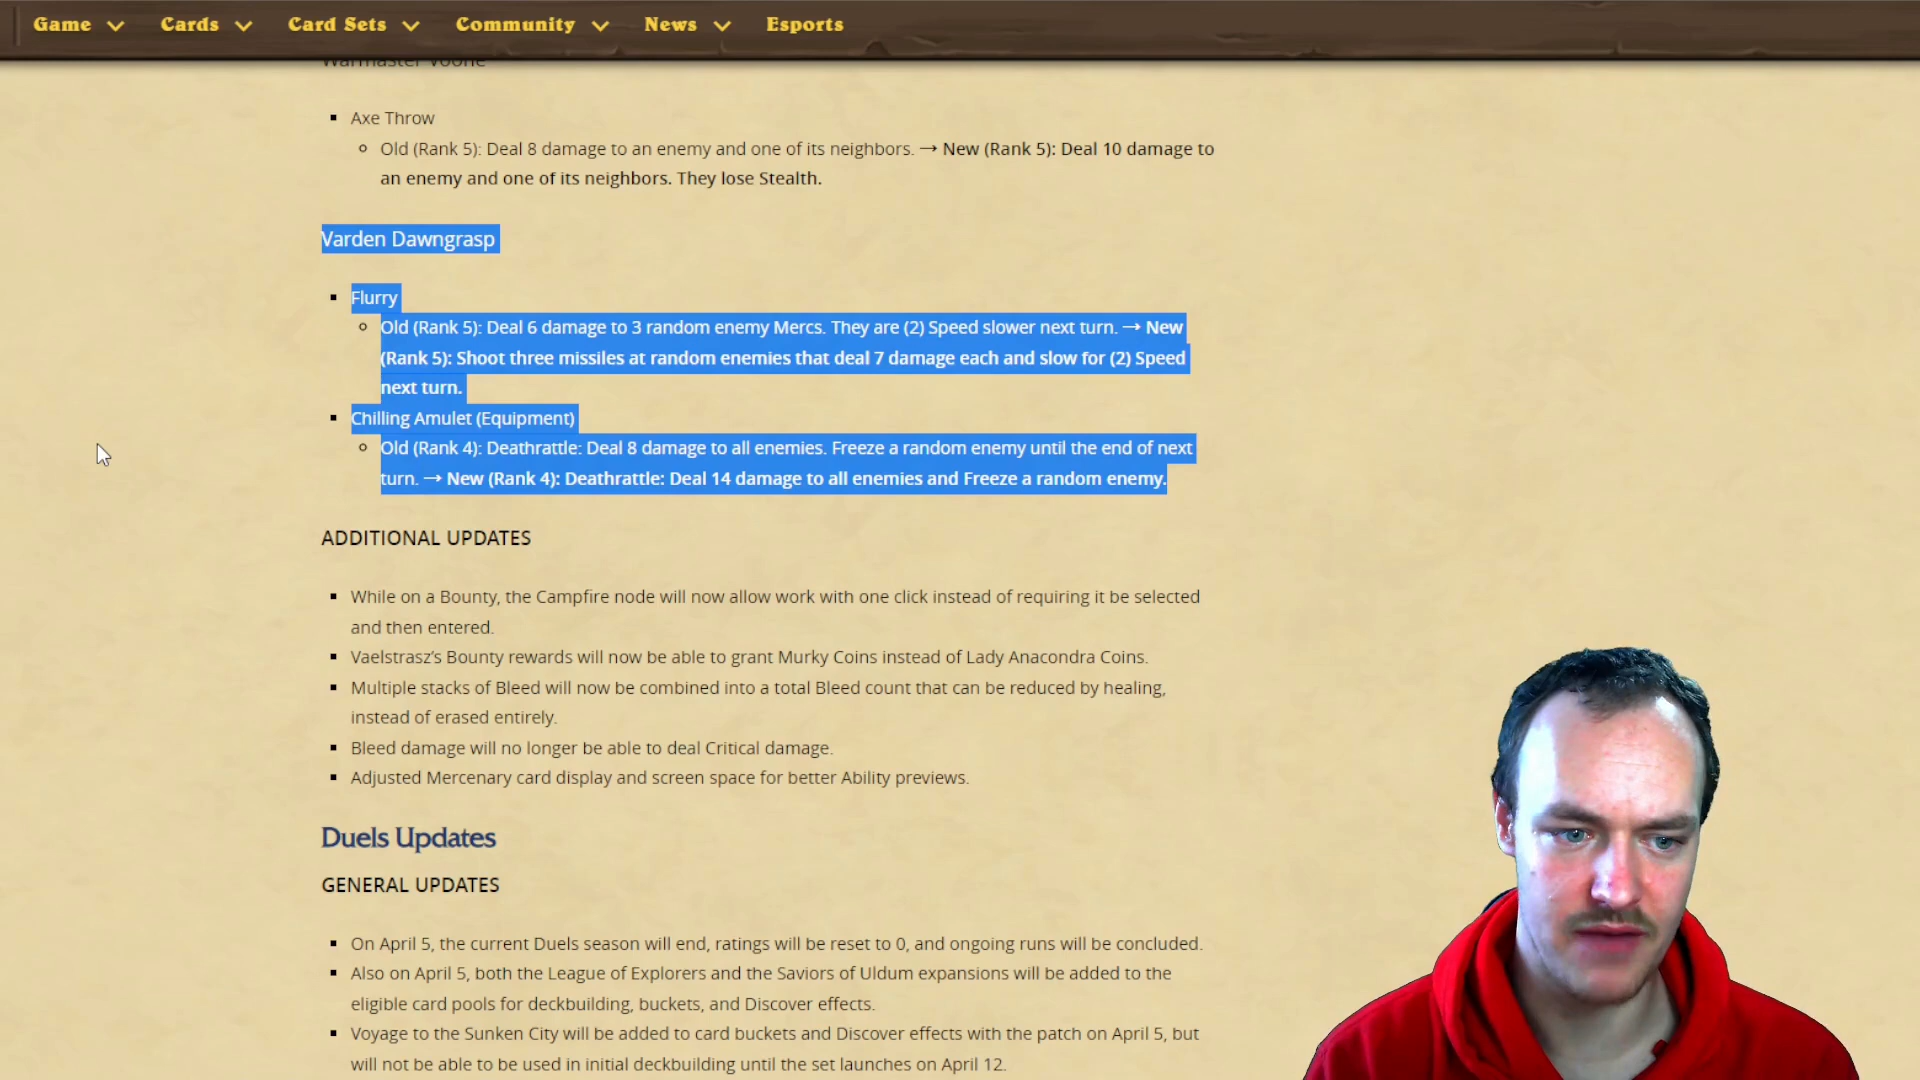 Game Cards Card Sets Community News Esports
Warmaster Voone
Axe Throw
Old (Rank 5): Deal 8 damage to an enemy and one of its neighbors. → New (Rank 5): Deal 10 damage to
an enemy and one of its neighbors. They lose Stealth.
Varden Dawngrasp
Flurry
Old (Rank 5): Deal 6 damage to 3 random enemy Mercs. They are (2) Speed slower next turn. → New
(Rank 5): Shoot three missiles at random enemies that deal 7 damage each and slow for (2) Speed
next turn.
Chilling Amulet (Equipment)
Old (Rank 4): Deathrattle: Deal 8 damage to all enemies. Freeze a random enemy until the end of next
turn. → New (Rank 4): Deathrattle: Deal 14 damage to all enemies and Freeze a random enemy.
ADDITIONAL UPDATES
While on a Bounty, the Campfire node will now allow work with one click instead of requiring it be selected
and then entered.
Vaelstrasz's Bounty rewards will now be able to grant Murky Coins instead of Lady Anacondra Coins.
Multiple stacks of Bleed will now be combined into a total Bleed count that can be reduced by healing,
instead of erased entirely.
Bleed damage will no longer be able to deal Critical damage.
Adjusted Mercenary card display and screen space for better Ability previews.
Duels Updates
GENERAL UPDATES
On April 5, the current Duels season will end, ratings will be reset to 0, and ongoing runs will be concluded.
Also on April 5, both the League of Explorers and the Saviors of Uldum expansions will be added to the
eligible card pools for deckbuilding, buckets, and Discover effects.
Voyage to the Sunken City will be added to card buckets and Discover effects with the patch on April 5, but
will not be able to be used in initial deckbuilding until the set launches on April 12.